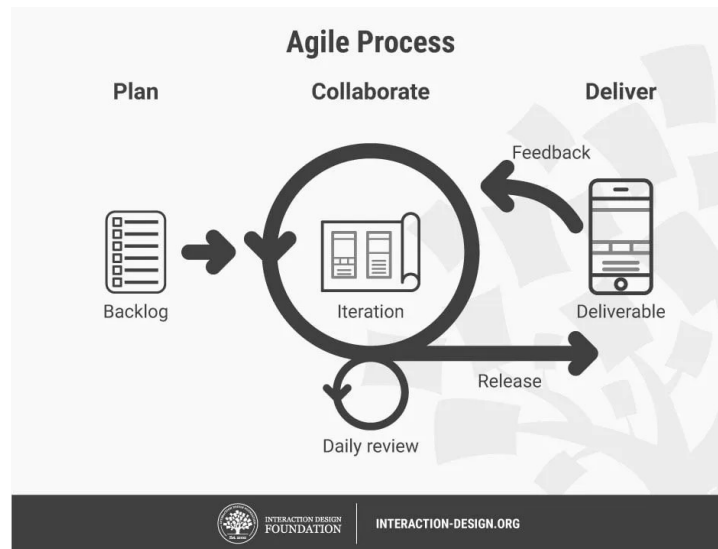 Agile Process
Plan
Collaborate
Deliver
Feedback
Backlog
Iteration
Deliverable
Release
Daily review
INTERACTION DESIGN
FOUNDATION
INTERACTION-DESIGN.ORG